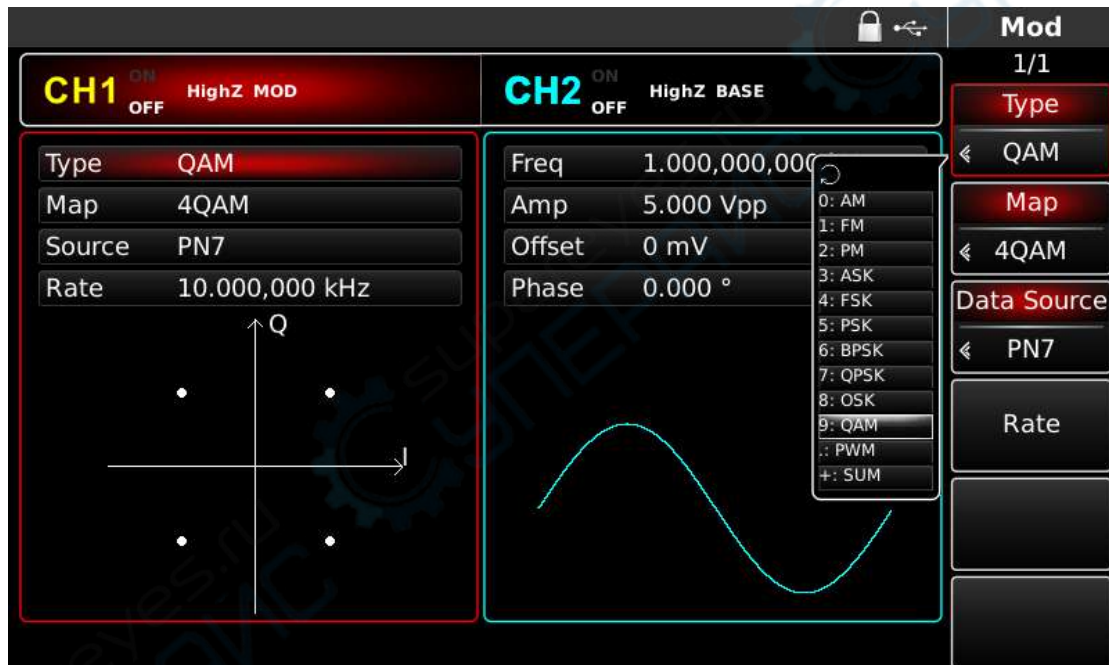 Mod
1/1
CH1 ON OFF HighZ MOD
CH2 ON OFF HighZ BASE
Type QAM
Map 4QAM
Source PN7
Rate 10.000,000 kHz
Q
I
Freq 1.000,000,000
Amp 5.000 Vpp
Offset 0 mV
Phase 0.000 °
0: AM
1: FM
2: PM
3: ASK
4: FSK
5: PSK
6: BPSK
7: QPSK
8: OSK
9: QAM
.: PWM
+: SUM
Type
QAM
Map
4QAM
Data Source
PN7
Rate